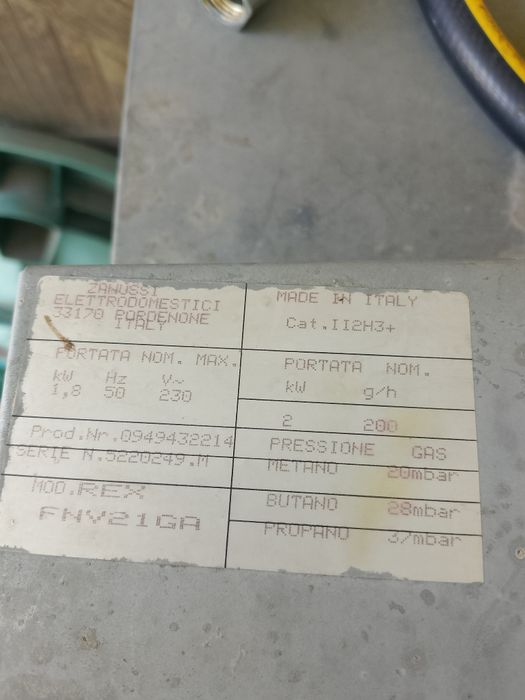 ZANUSSI
ELETTRODOMESTICI
33170 PORDENONE
ITALY
MADE IN ITALY
Cat.II2H3+
PORTATA NOM. MAX.
kW Hz V~
1,8 50 230
PORTATA NOM.
kW g/h
2 200
Prod.Nr.0949432214
SERIE N.5220249.M
MOD.REX
FNV21GA
PRESSIONE GAS
METANO 20mbar
BUTANO 28mbar
PROPANO 37mbar